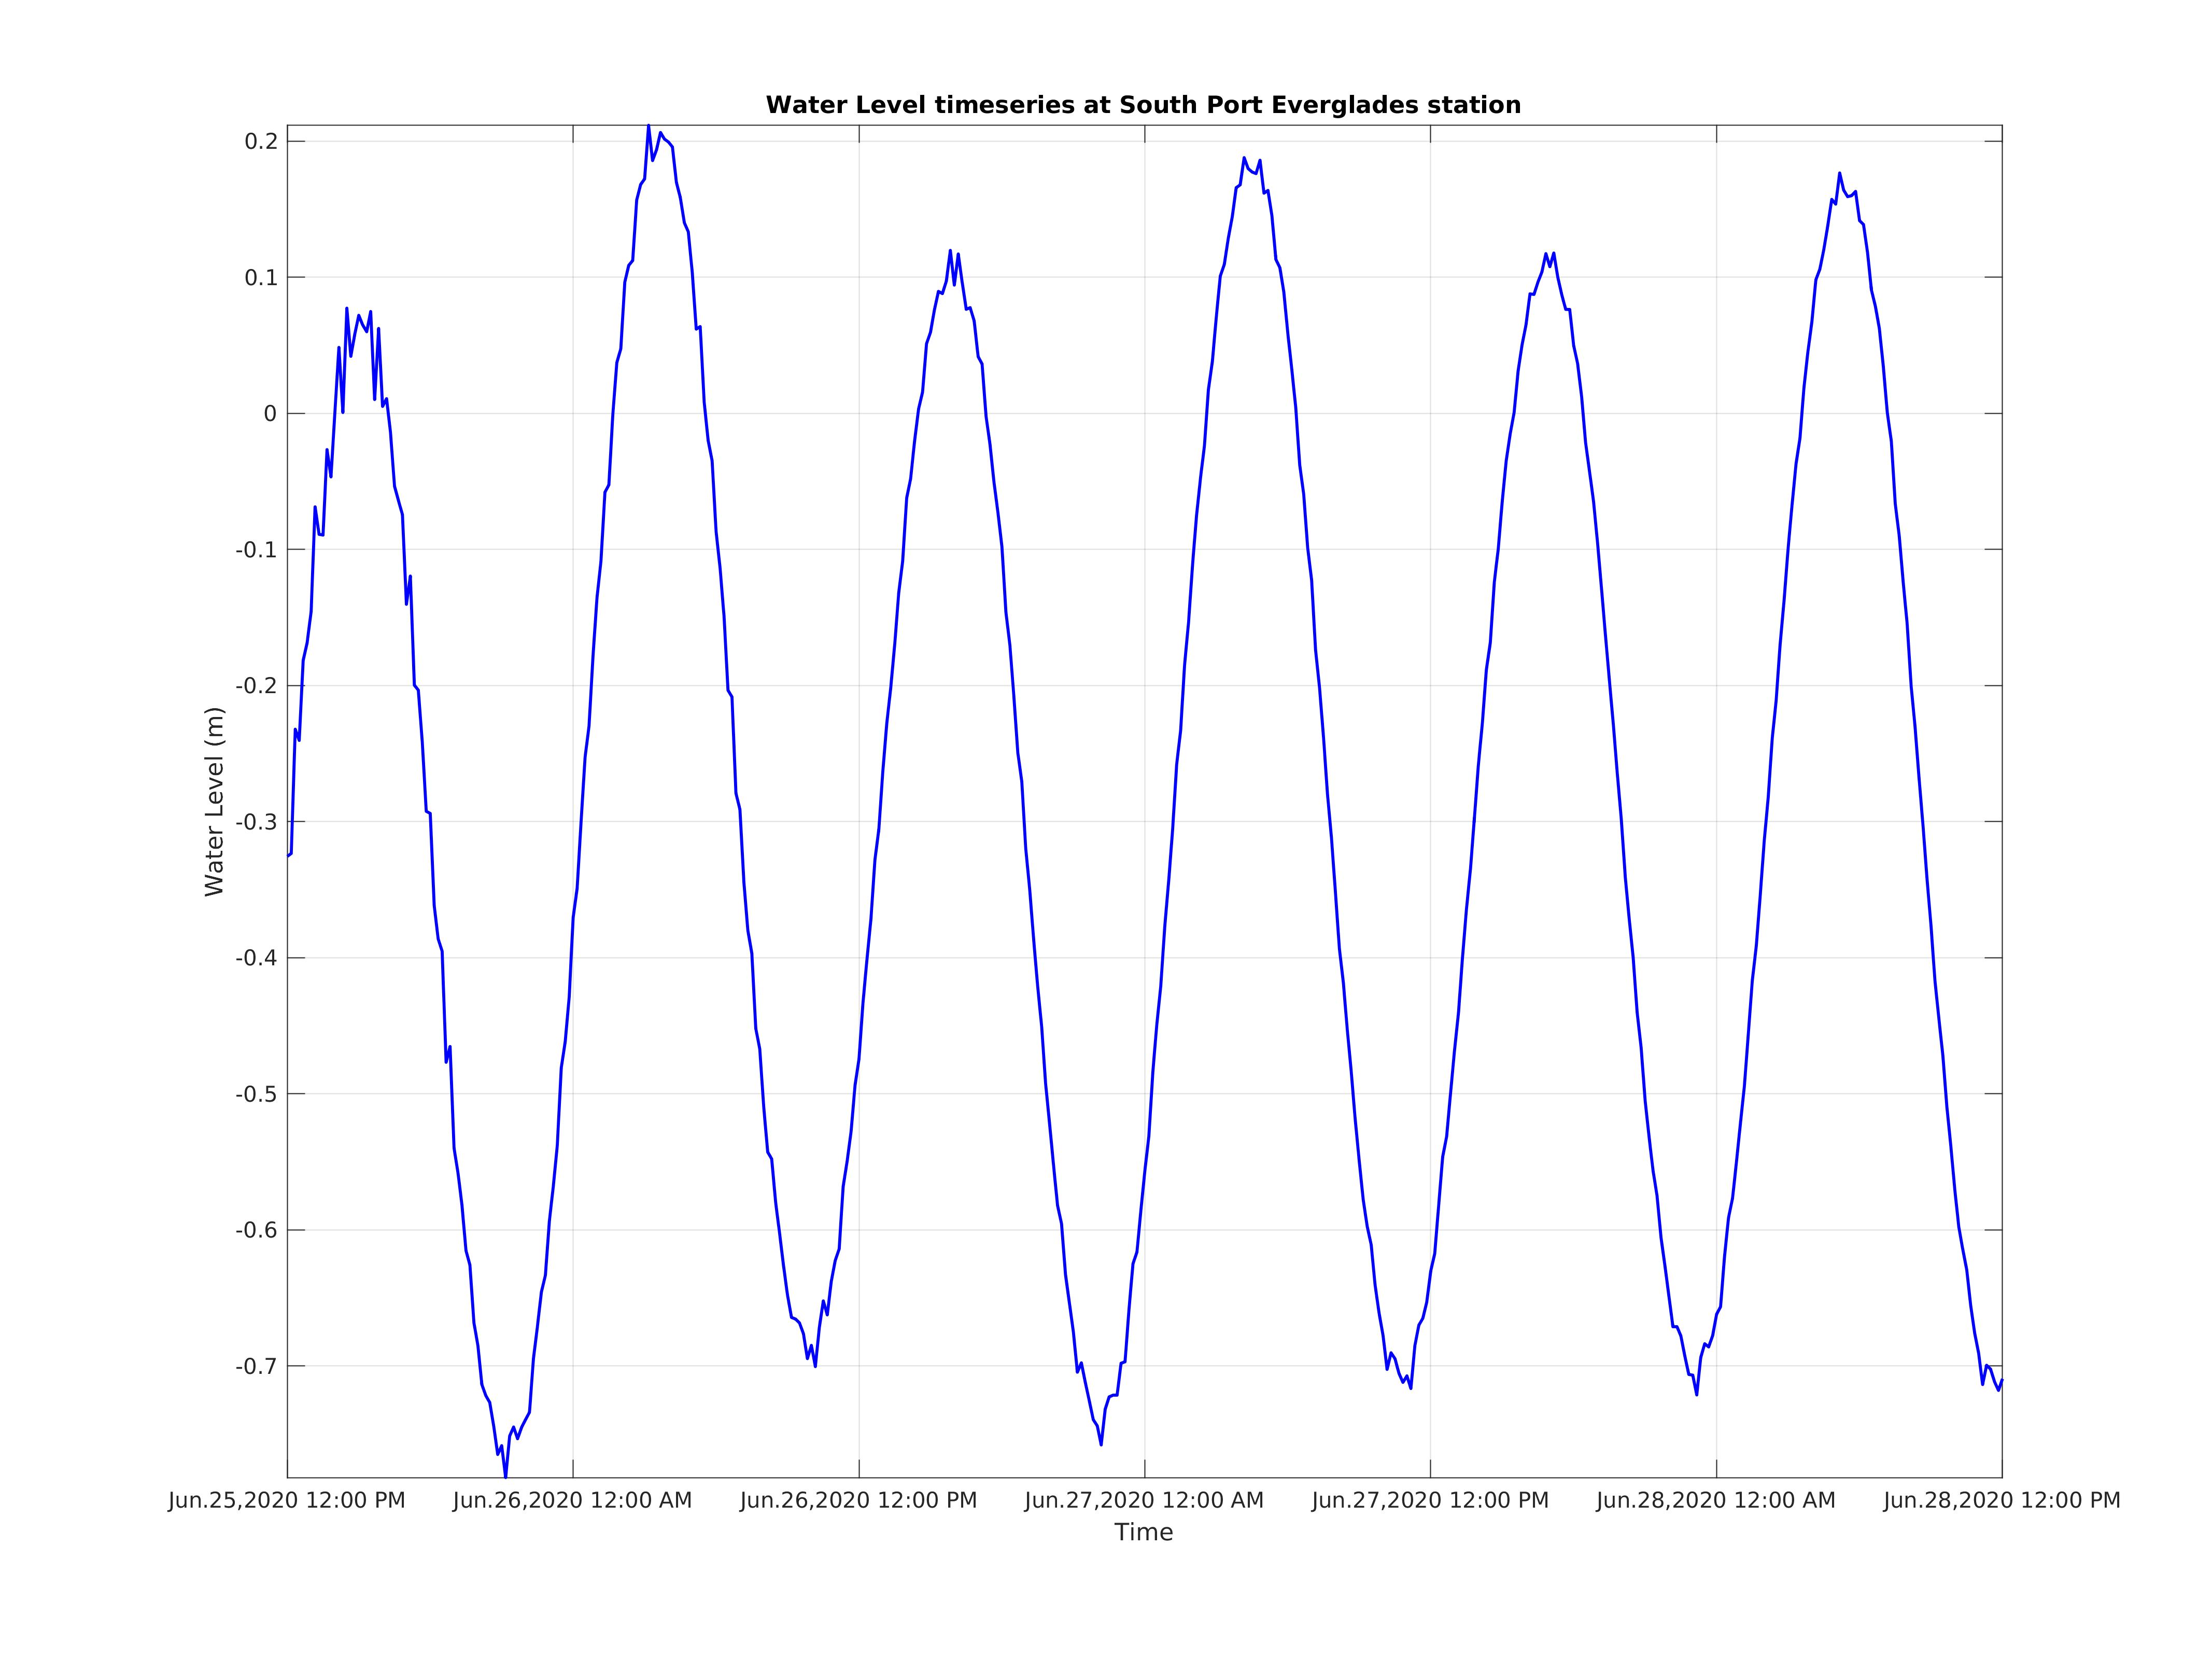 Water Level timeseries at South Port Everglades station
0.2
0.1
0
-0.1
-0.2
-0.3
-0.4
-0.5
-0.6
-0.7
Water Level (m)
Jun.25,2020 12:00 PM
Jun.26,2020 12:00 AM
Jun.26,2020 12:00 PM
Jun.27,2020 12:00 AM
Jun.27,2020 12:00 PM
Jun.28,2020 12:00 AM
Jun.28,2020 12:00 PM
Time